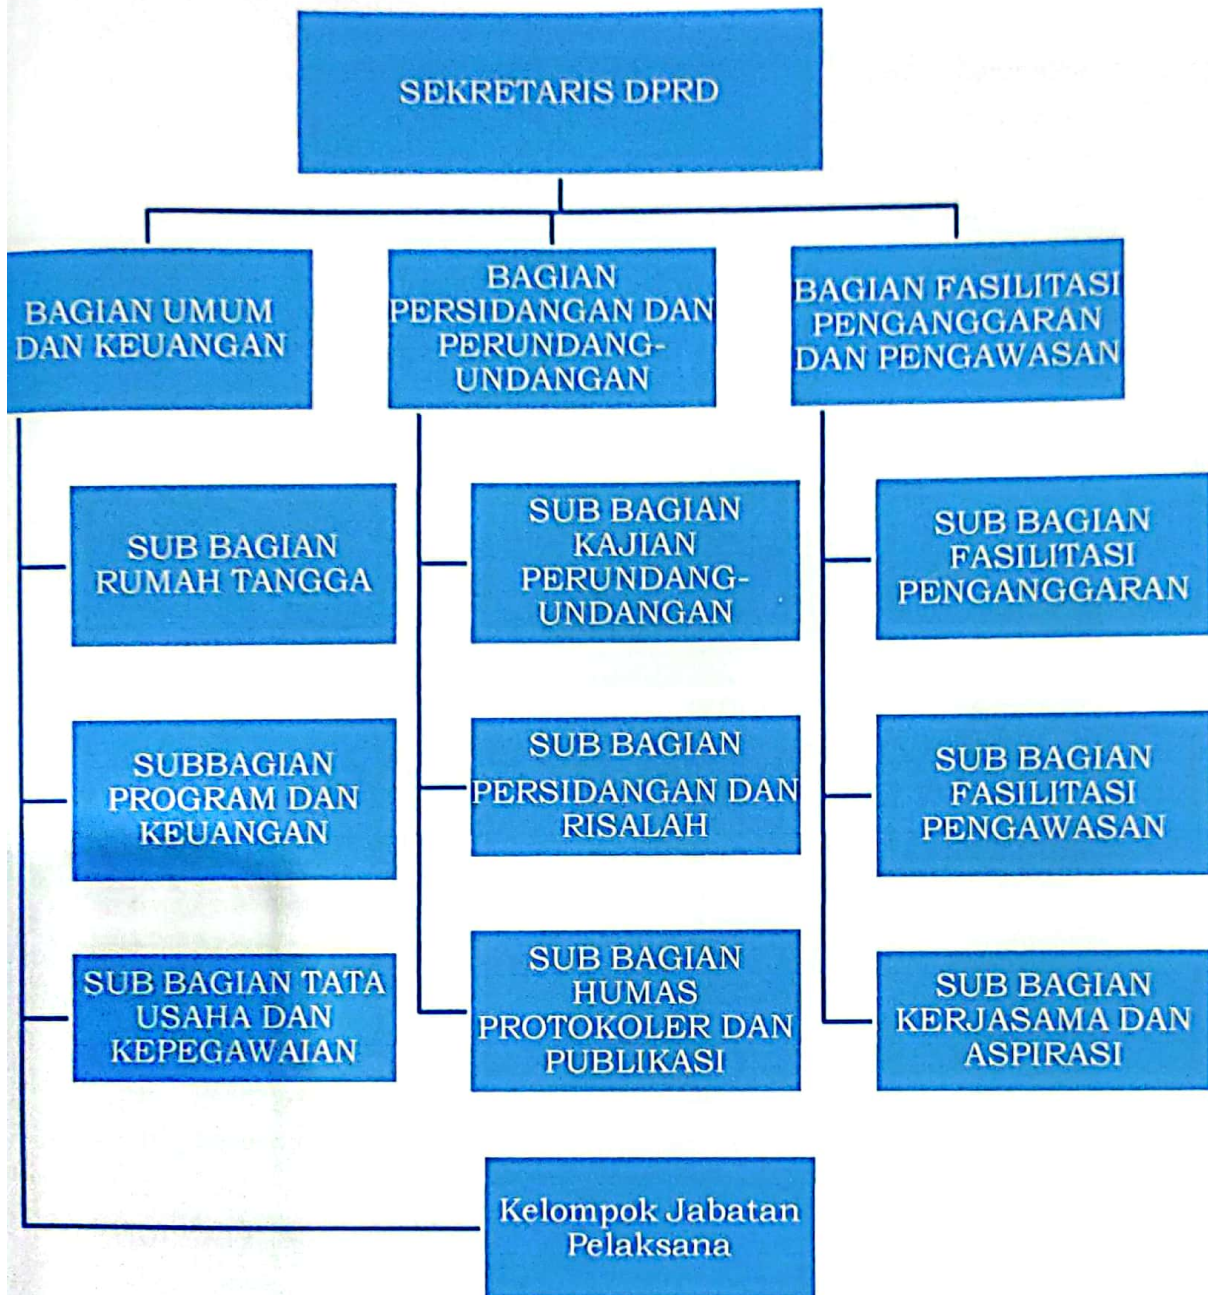 SEKRETARIS DPRD
BAGIAN UMUM
DAN KEUANGAN
BAGIAN
PERSIDANGAN DAN
PERUNDANG-
UNDANGAN
BAGIAN FASILITASI
PENGANGGARAN
DAN PENGAWASAN
SUB BAGIAN
RUMAH TANGGA
SUB BAGIAN
KAJIAN
PERUNDANG-
UNDANGAN
SUB BAGIAN
FASILITASI
PENGANGGARAN
SUBBAGIAN
PROGRAM DAN
KEUANGAN
SUB BAGIAN
PERSIDANGAN DAN
RISALAH
SUB BAGIAN
FASILITASI
PENGAWASAN
SUB BAGIAN TATA
USAHA DAN
KEPEGAWAIAN
SUB BAGIAN
HUMAS
PROTOKOLER DAN
PUBLIKASI
SUB BAGIAN
KERJASAMA DAN
ASPIRASI
Kelompok Jabatan
Pelaksana